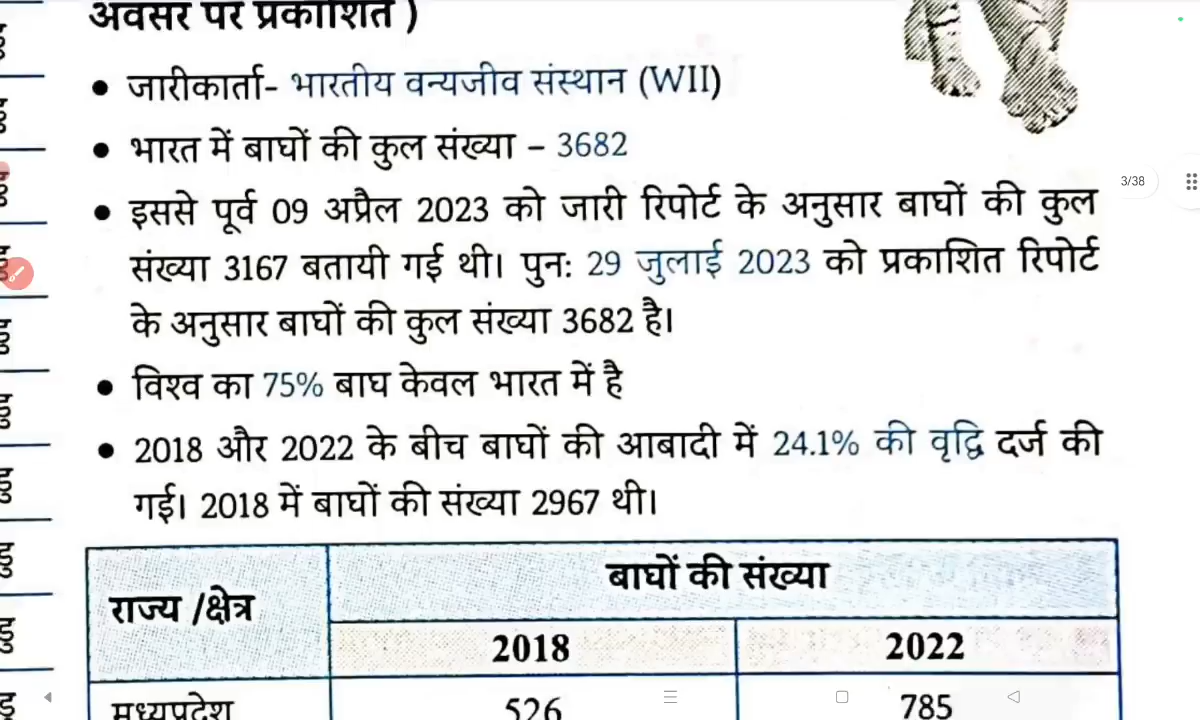 अवसर पर प्रकाशित )
• जारीकार्ता- भारतीय वन्यजीव संस्थान (WII)
• भारत में बाघों की कुल संख्या – 3682
• इससे पूर्व 09 अप्रैल 2023 को जारी रिपोर्ट के अनुसार बाघों की कुल
संख्या 3167 बतायी गई थी। पुन: 29 जुलाई 2023 को प्रकाशित रिपोर्ट
के अनुसार बाघों की कुल संख्या 3682 है।
• विश्व का 75% बाघ केवल भारत में है
• 2018 और 2022 के बीच बाघों की आबादी में 24.1% की वृद्धि दर्ज की
गई। 2018 में बाघों की संख्या 2967 थी।
राज्य /क्षेत्र
बाघों की संख्या
2018 2022
मध्यप्रदेश 526 785
3/38